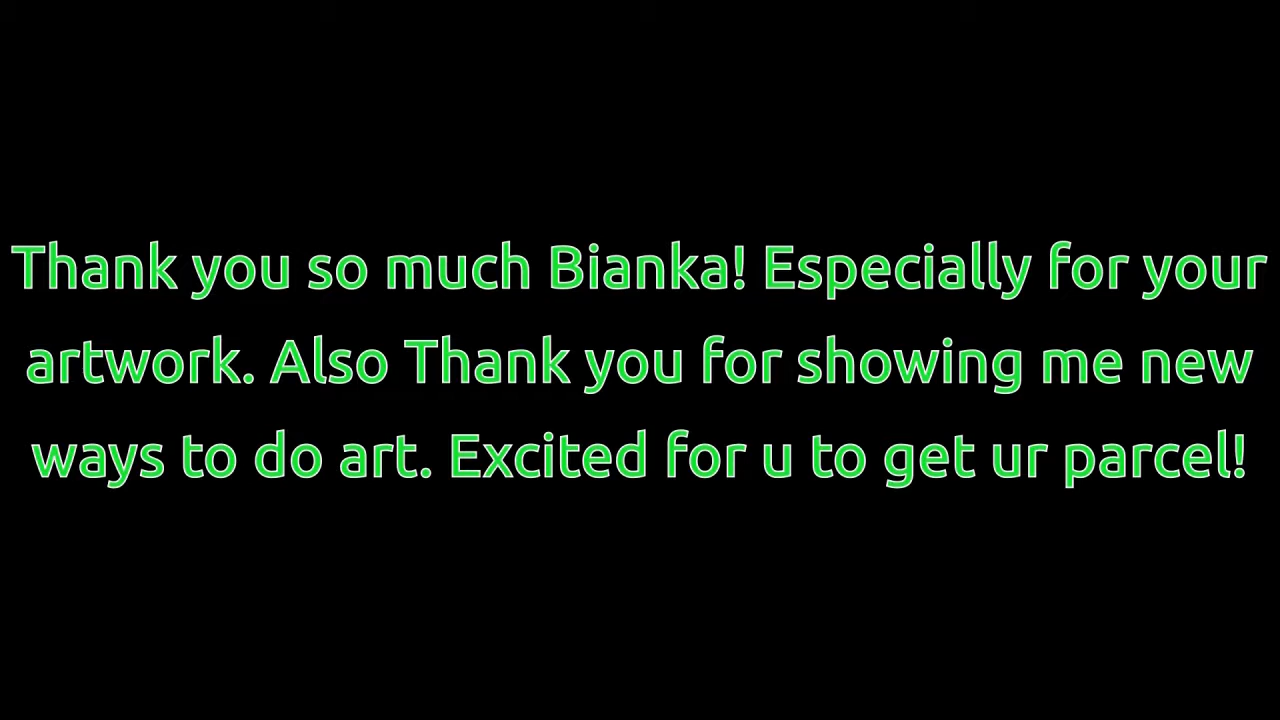 Thank you so much Bianka! Especially for your
artwork. Also Thank you for showing me new
ways to do art. Excited for u to get ur parcel!